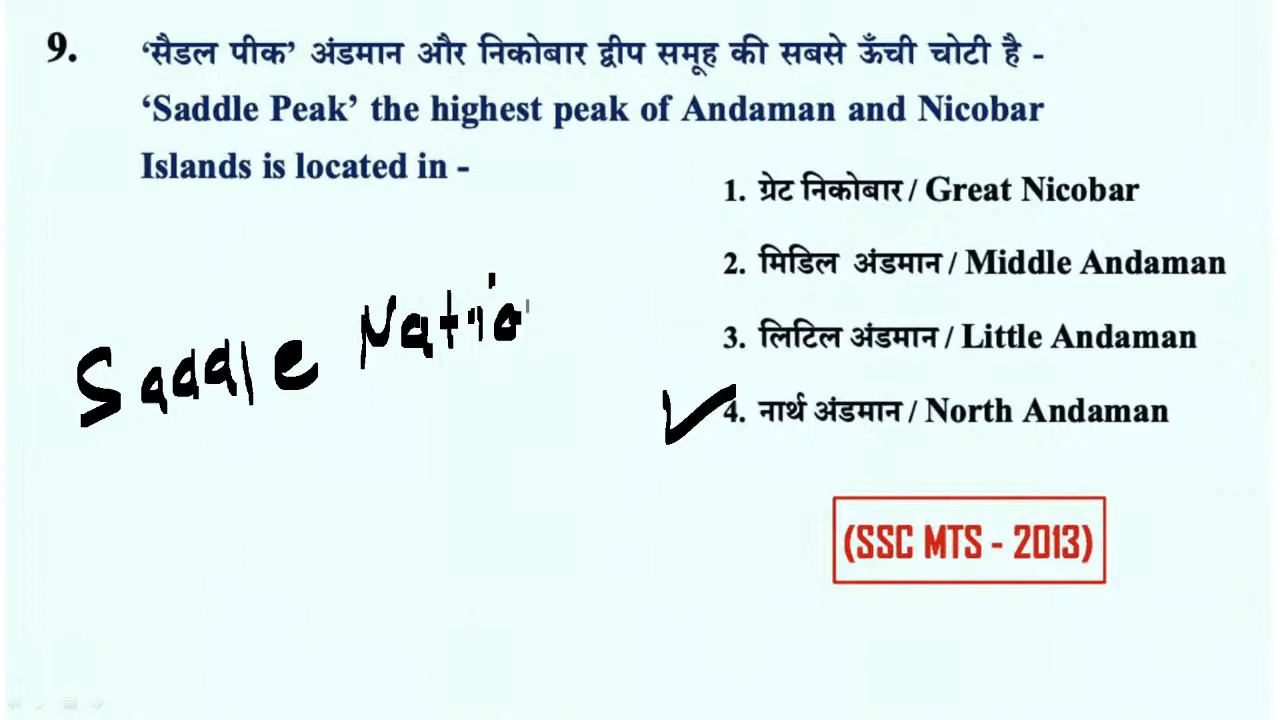 9. 'सैडल पीक' अंडमान और निकोबार द्वीप समूह की सबसे ऊँची चोटी है -
'Saddle Peak' the highest peak of Andaman and Nicobar
Islands is located in -
1. ग्रेट निकोबार / Great Nicobar
2. मिडिल अंडमान / Middle Andaman
3. लिटिल अंडमान / Little Andaman
4. नार्थ अंडमान / North Andaman
Saddle Natio
(SSC MTS - 2013)